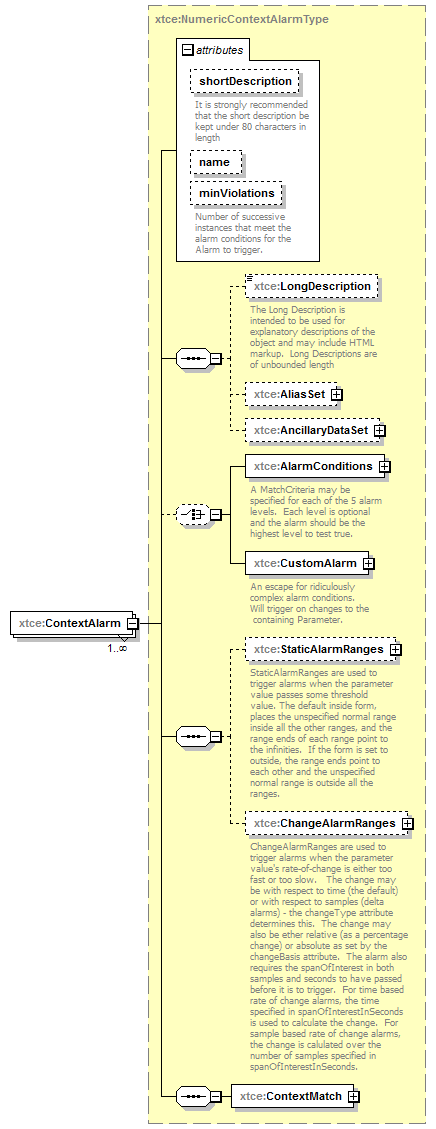 xtce:NumericContextAlarmType
attributes
shortDescription
It is strongly recommended
that the short description be
kept under 80 characters in
length
name
minViolations
Number of successive
instances that meet the
alarm conditions for the
Alarm to trigger.
xtce:LongDescription
The Long Description is
intended to be used for
explanatory descriptions of the
object and may include HTML
markup.  Long Descriptions are
of unbounded length
xtce:AliasSet
xtce:AncillaryDataSet
xtce:AlarmConditions
A MatchCriteria may be
specified for each of the 5 alarm
levels.  Each level is optional
and the alarm should be the
highest level to test true.
xtce:CustomAlarm
An escape for ridiculously
complex alarm conditions.
Will trigger on changes to the
containing Parameter.
xtce:ContextAlarm
1..∞
xtce:StaticAlarmRanges
StaticAlarmRanges are used to
trigger alarms when the parameter
value passes some threshold
value. The default inside form,
places the unspecified normal range
inside all the other ranges, and the
range ends of each range point to
the infinities.  If the form is set to
outside, the range ends point to
each other and the unspecified
normal range is outside all the
ranges.
xtce:ChangeAlarmRanges
ChangeAlarmRanges are used to
trigger alarms when the parameter
value's rate-of-change is either too
fast or too slow.   The change may
be with respect to time (the default)
or with respect to samples (delta
alarms) - the changeType attribute
determines this.  The change may
also be ether relative (as a percentage
change) or absolute as set by the
changeBasis attribute.  The alarm also
requires the spanOfInterest in both
samples and seconds to have passed
before it is to trigger.  For time based
rate of change alarms, the time
specified in spanOfInterestInSeconds
is used to calculate the change.  For
sample based rate of change alarms,
the change is calulated over the
number of samples specified in
spanOfInterestInSeconds.
xtce:ContextMatch